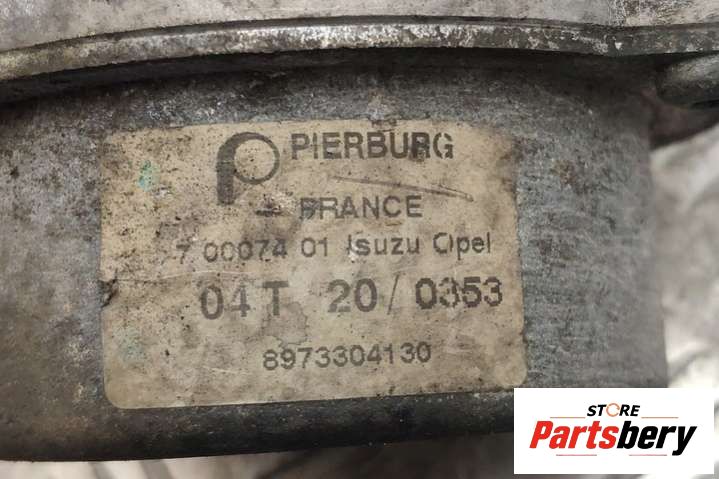 PIERBURG
FRANCE
7 00074 01 Isuzu Opel
04T 20/0353
8973304130
STORE
Partsbery